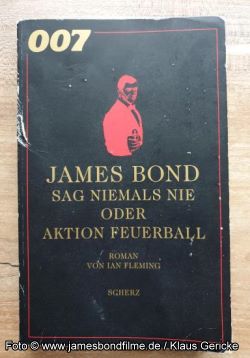 007
JAMES BOND
SAG NIEMALS NIE
ODER
AKTION FEUERBALL
ROMAN
VON IAN FLEMING
SCHERZ
Foto © www.jamesbondfilme.de / Klaus Gericke